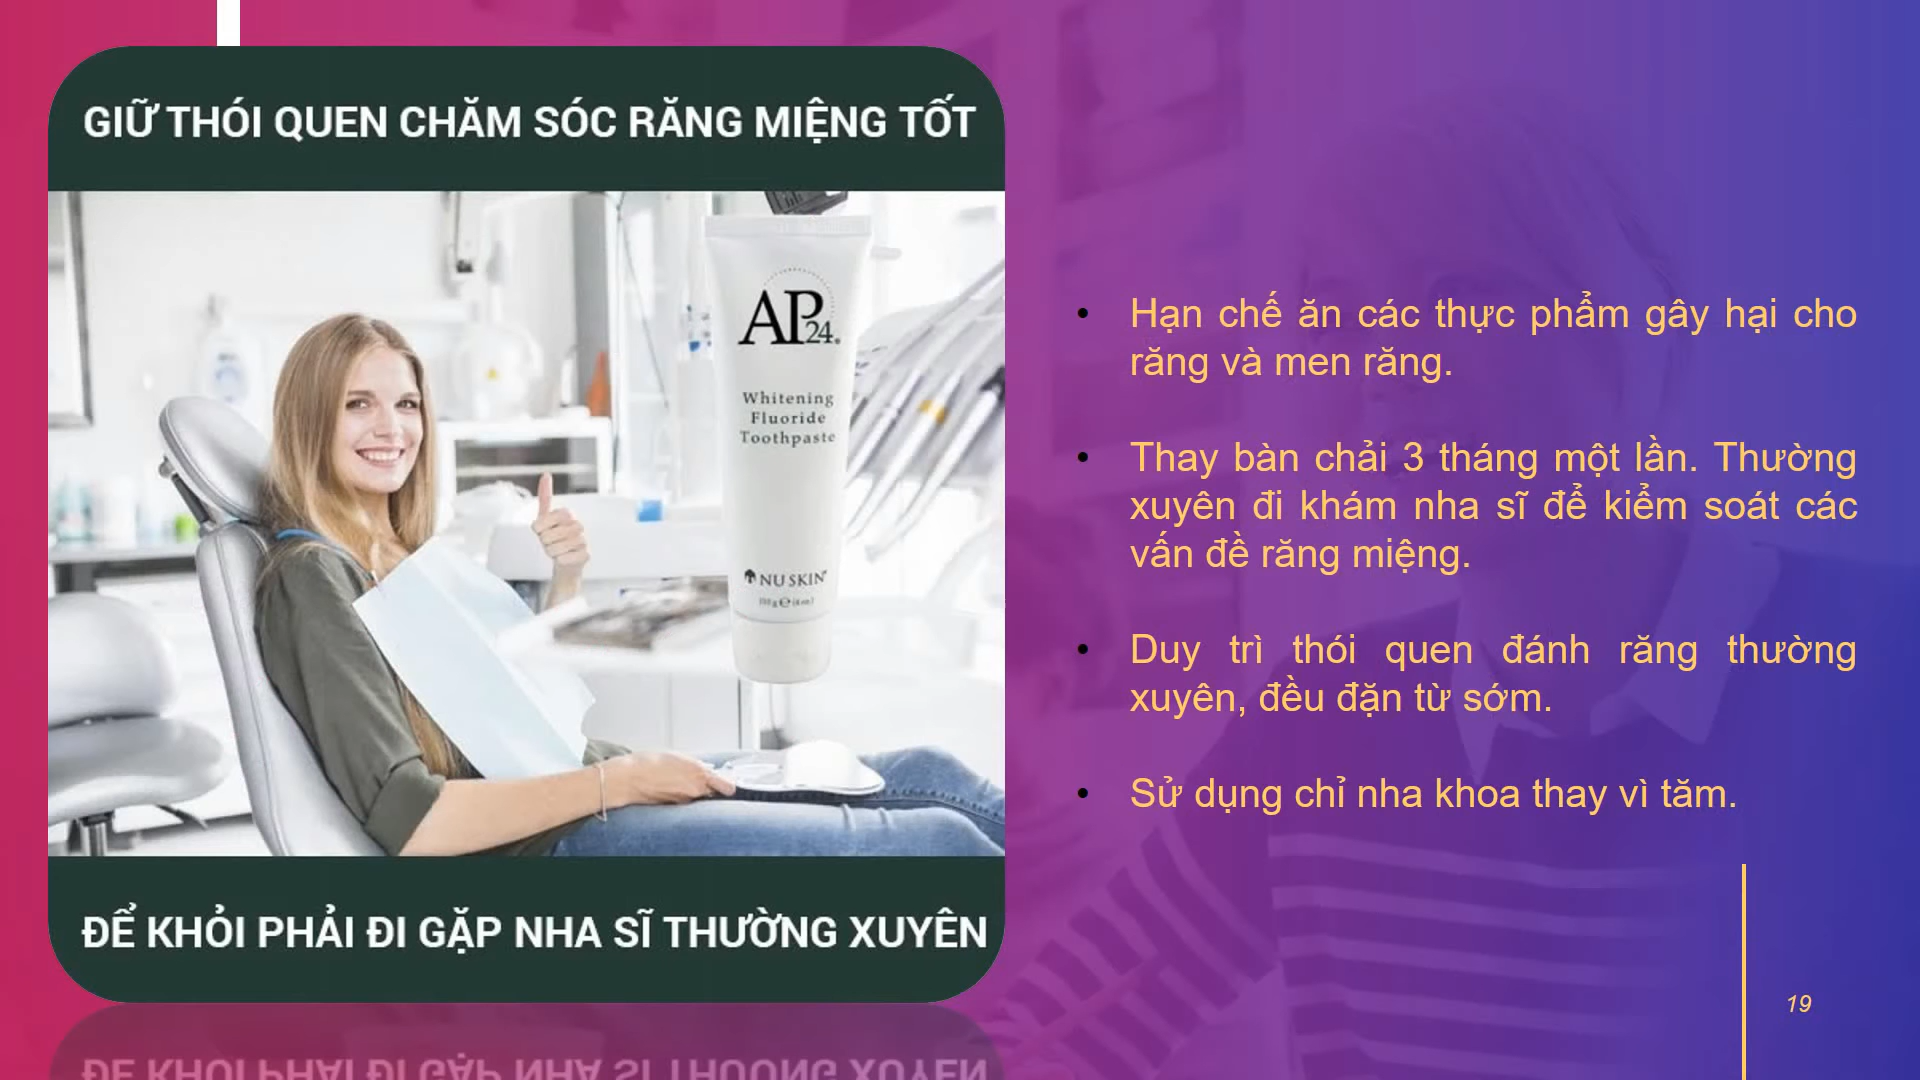 GIỮ THÓI QUEN CHĂM SÓC RĂNG MIỆNG TỐT
AP24®
Whitening
Fluoride
Toothpaste
NU SKIN
ĐỂ KHỎI PHẢI ĐI GẶP NHA SĨ THƯỜNG XUYÊN
• Hạn chế ăn các thực phẩm gây hại cho
răng và men răng.
• Thay bàn chải 3 tháng một lần. Thường
xuyên đi khám nha sĩ để kiểm soát các
vấn đề răng miệng.
• Duy trì thói quen đánh răng thường
xuyên, đều đặn từ sớm.
• Sử dụng chỉ nha khoa thay vì tăm.
19